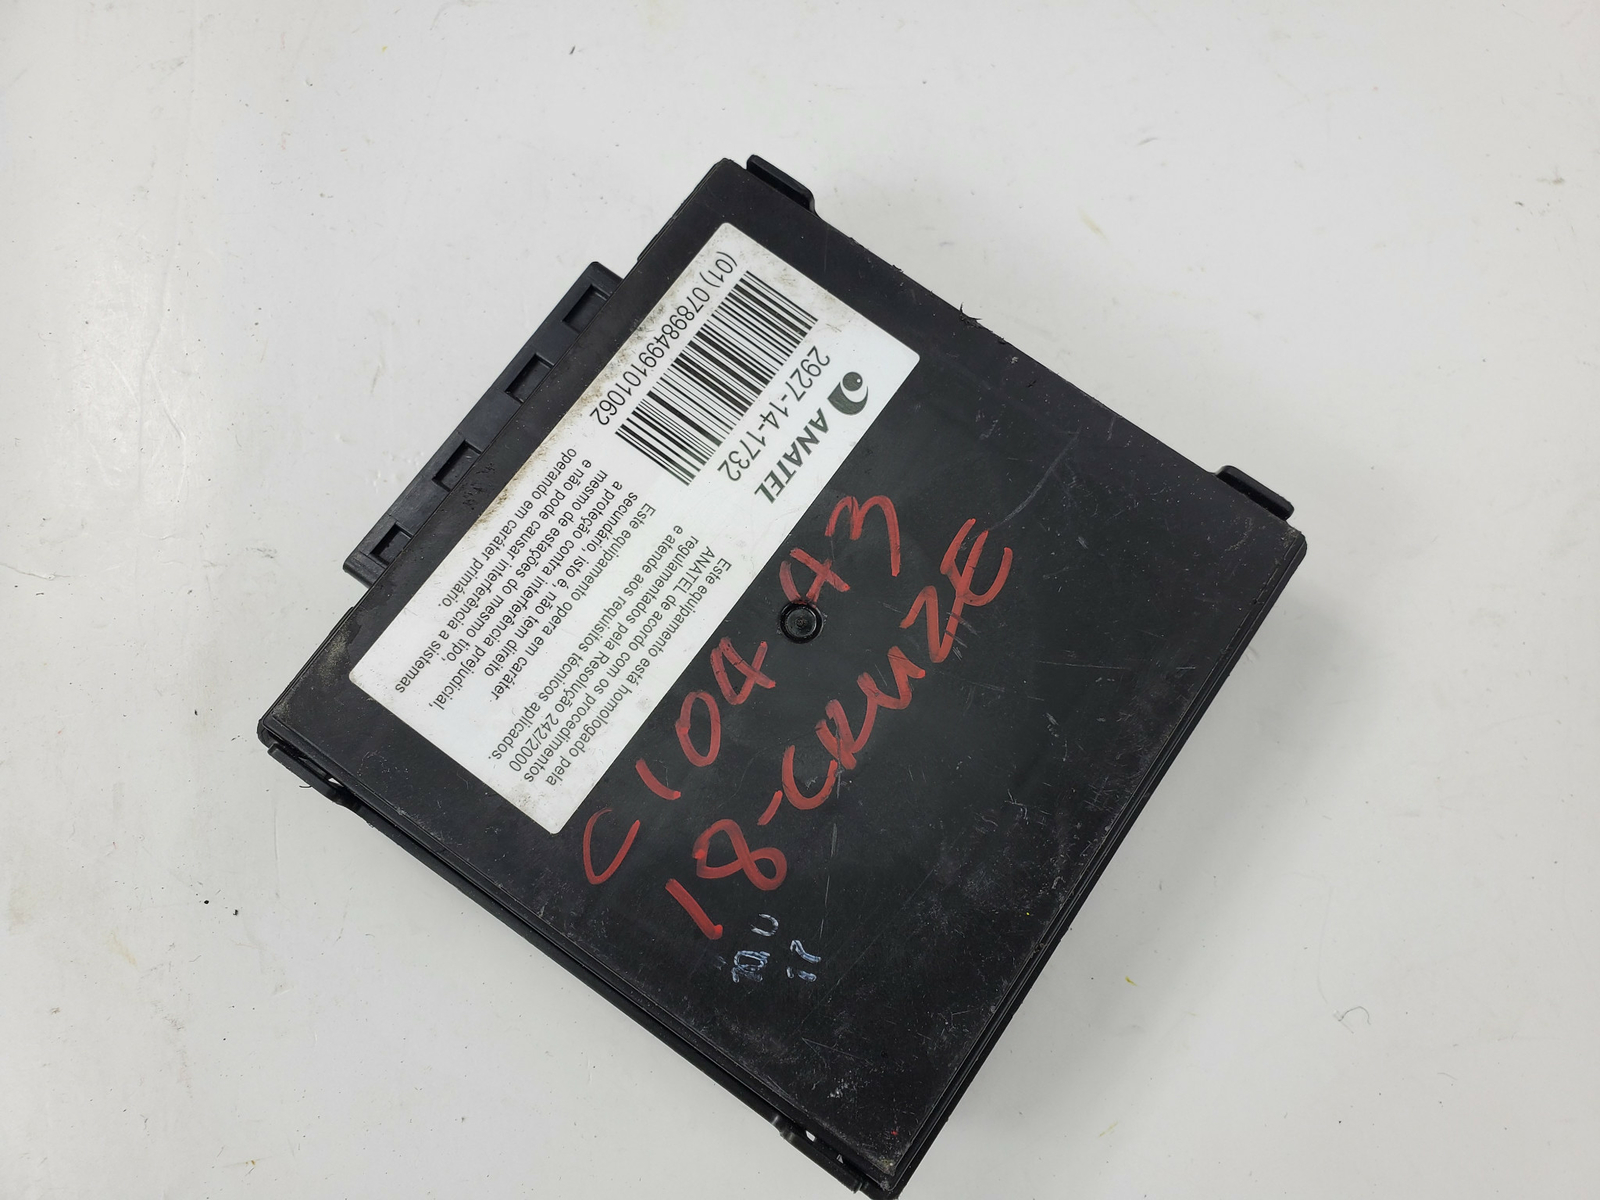 ANATEL
2927-14-1732
(01) 07898499101062
Este equipamento está homologado pela
ANATEL de acordo com os procedimentos
regulamentados pela Resolução 242/2000
e atende aos requisitos técnicos aplicados.
Este equipamento opera em caráter
secundário, isto é, não tem direito
a proteção contra interferência prejudicial,
mesmo de estações do mesmo tipo,
e não pode causar interferência a sistemas
operando em caráter primário.
C104A3
18-CRUZE